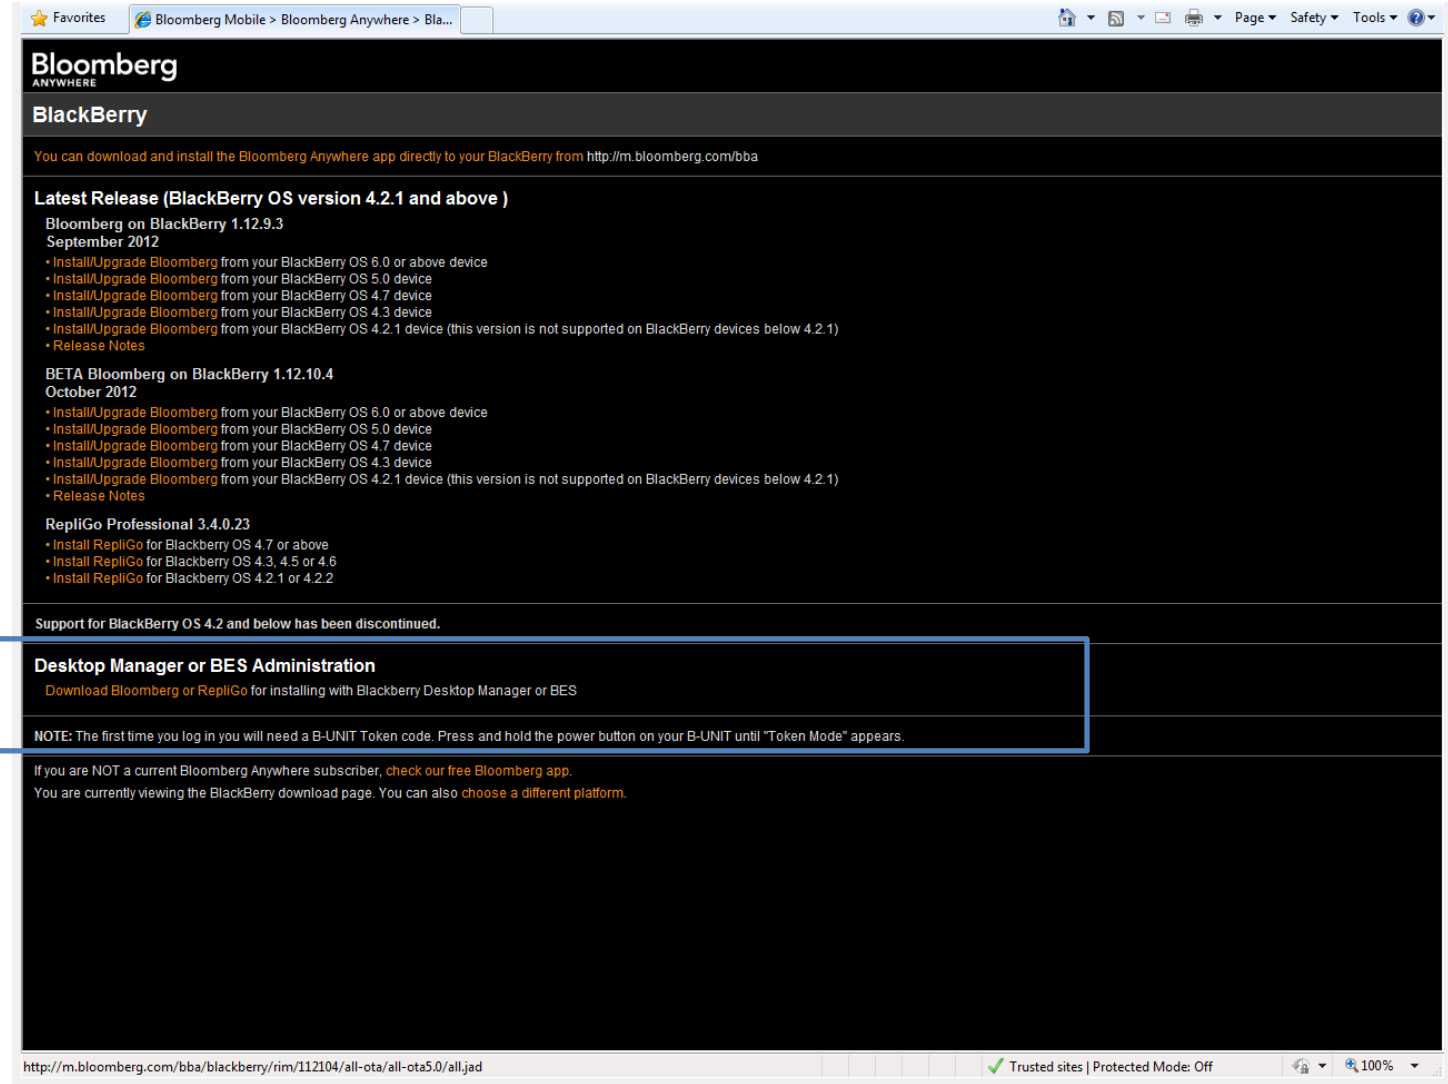 Favorites
Bloomberg Mobile > Bloomberg Anywhere > Bla...
Page
Safety
Tools
Bloomberg
ANYWHERE
BlackBerry
You can download and install the Bloomberg Anywhere app directly to your BlackBerry from http://m.bloomberg.com/bba
Latest Release (BlackBerry OS version 4.2.1 and above )
Bloomberg on BlackBerry 1.12.9.3
September 2012
• Install/Upgrade Bloomberg from your BlackBerry OS 6.0 or above device
• Install/Upgrade Bloomberg from your BlackBerry OS 5.0 device
• Install/Upgrade Bloomberg from your BlackBerry OS 4.7 device
• Install/Upgrade Bloomberg from your BlackBerry OS 4.3 device
• Install/Upgrade Bloomberg from your BlackBerry OS 4.2.1 device (this version is not supported on BlackBerry devices below 4.2.1)
• Release Notes
BETA Bloomberg on BlackBerry 1.12.10.4
October 2012
• Install/Upgrade Bloomberg from your BlackBerry OS 6.0 or above device
• Install/Upgrade Bloomberg from your BlackBerry OS 5.0 device
• Install/Upgrade Bloomberg from your BlackBerry OS 4.7 device
• Install/Upgrade Bloomberg from your BlackBerry OS 4.3 device
• Install/Upgrade Bloomberg from your BlackBerry OS 4.2.1 device (this version is not supported on BlackBerry devices below 4.2.1)
• Release Notes
RepliGo Professional 3.4.0.23
• Install RepliGo for Blackberry OS 4.7 or above
• Install RepliGo for Blackberry OS 4.3, 4.5 or 4.6
• Install RepliGo for Blackberry OS 4.2.1 or 4.2.2
Support for BlackBerry OS 4.2 and below has been discontinued.
Desktop Manager or BES Administration
Download Bloomberg or RepliGo for installing with Blackberry Desktop Manager or BES
NOTE: The first time you log in you will need a B-UNIT Token code. Press and hold the power button on your B-UNIT until "Token Mode" appears.
If you are NOT a current Bloomberg Anywhere subscriber, check our free Bloomberg app.
You are currently viewing the BlackBerry download page. You can also choose a different platform.
http://m.bloomberg.com/bba/blackberry/rim/112104/all-ota/all-ota5.0/all.jad
Trusted sites | Protected Mode: Off
100%